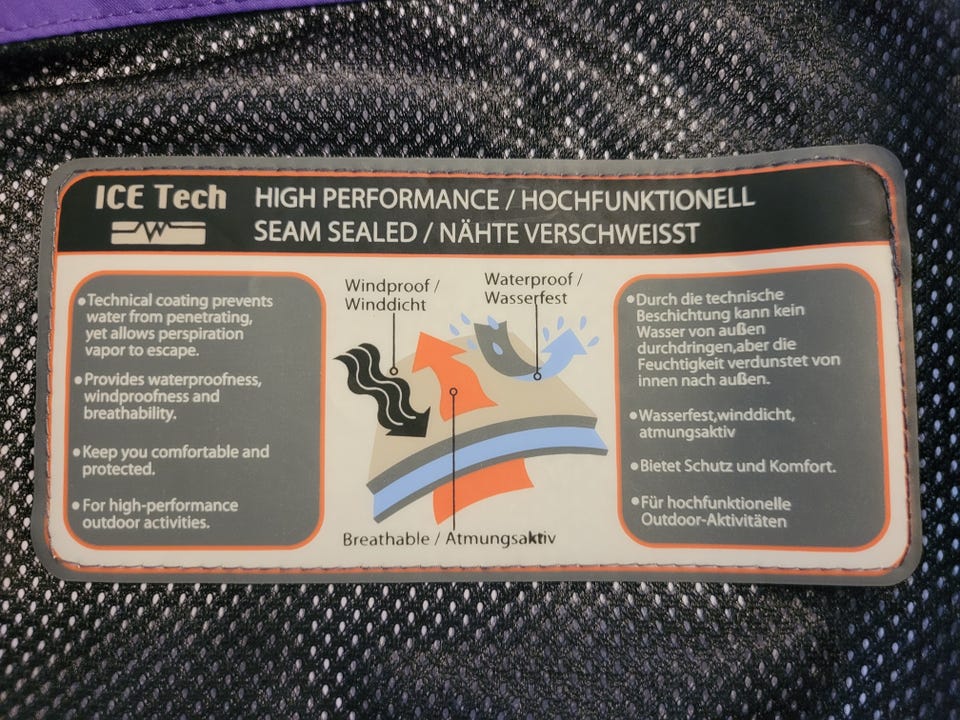 ICE Tech
HIGH PERFORMANCE / HOCHFUNKTIONELL
SEAM SEALED / NÄHTE VERSCHWEISST
•Technical coating prevents
water from penetrating,
yet allows perspiration
vapor to escape.
•Provides waterproofness,
windproofness and
breathability.
•Keep you comfortable and
protected.
•For high-performance
outdoor activities.
Windproof /
Winddicht
Waterproof /
Wasserfest
Breathable / Atmungsaktiv
•Durch die technische
Beschichtung kann kein
Wasser von außen
durchdringen,aber die
Feuchtigkeit verdunstet von
innen nach außen.
•Wasserfest,winddicht,
atmungsaktiv
•Bietet Schutz und Komfort.
•Für hochfunktionelle
Outdoor-Aktivitäten